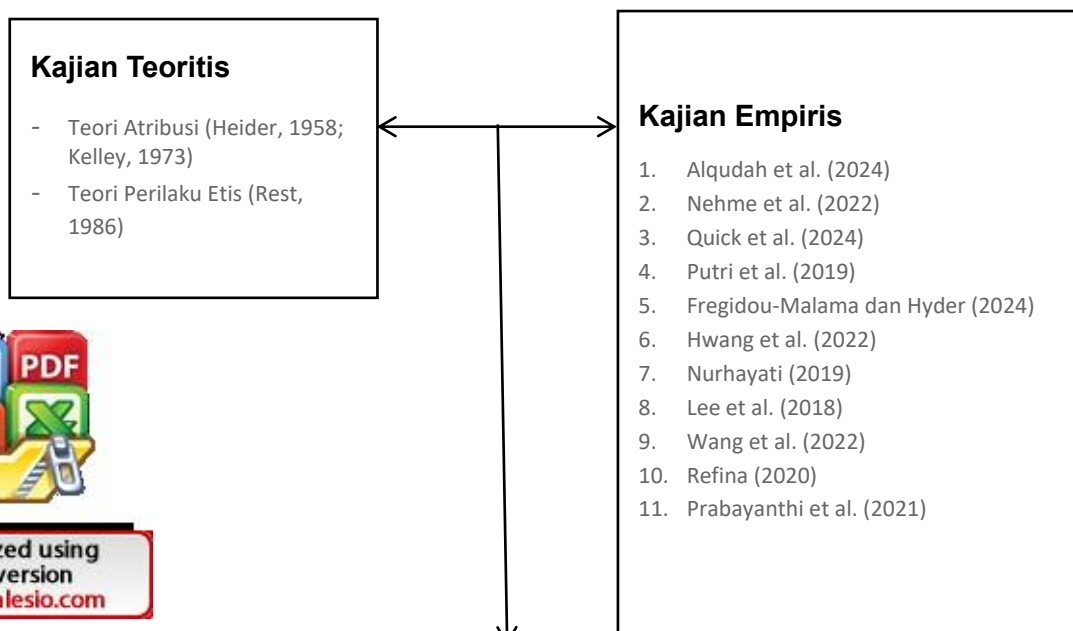 Kajian Teoritis
- Teori Atribusi (Heider, 1958;
Kelley, 1973)
- Teori Perilaku Etis (Rest,
1986)
Kajian Empiris
1. Alqudah et al. (2024)
2. Nehme et al. (2022)
3. Quick et al. (2024)
4. Putri et al. (2019)
5. Fregidou-Malama dan Hyder (2024)
6. Hwang et al. (2022)
7. Nurhayati (2019)
8. Lee et al. (2018)
9. Wang et al. (2022)
10. Refina (2020)
11. Prabayanthi et al. (2021)
PDF
zed using
version
alesio.com